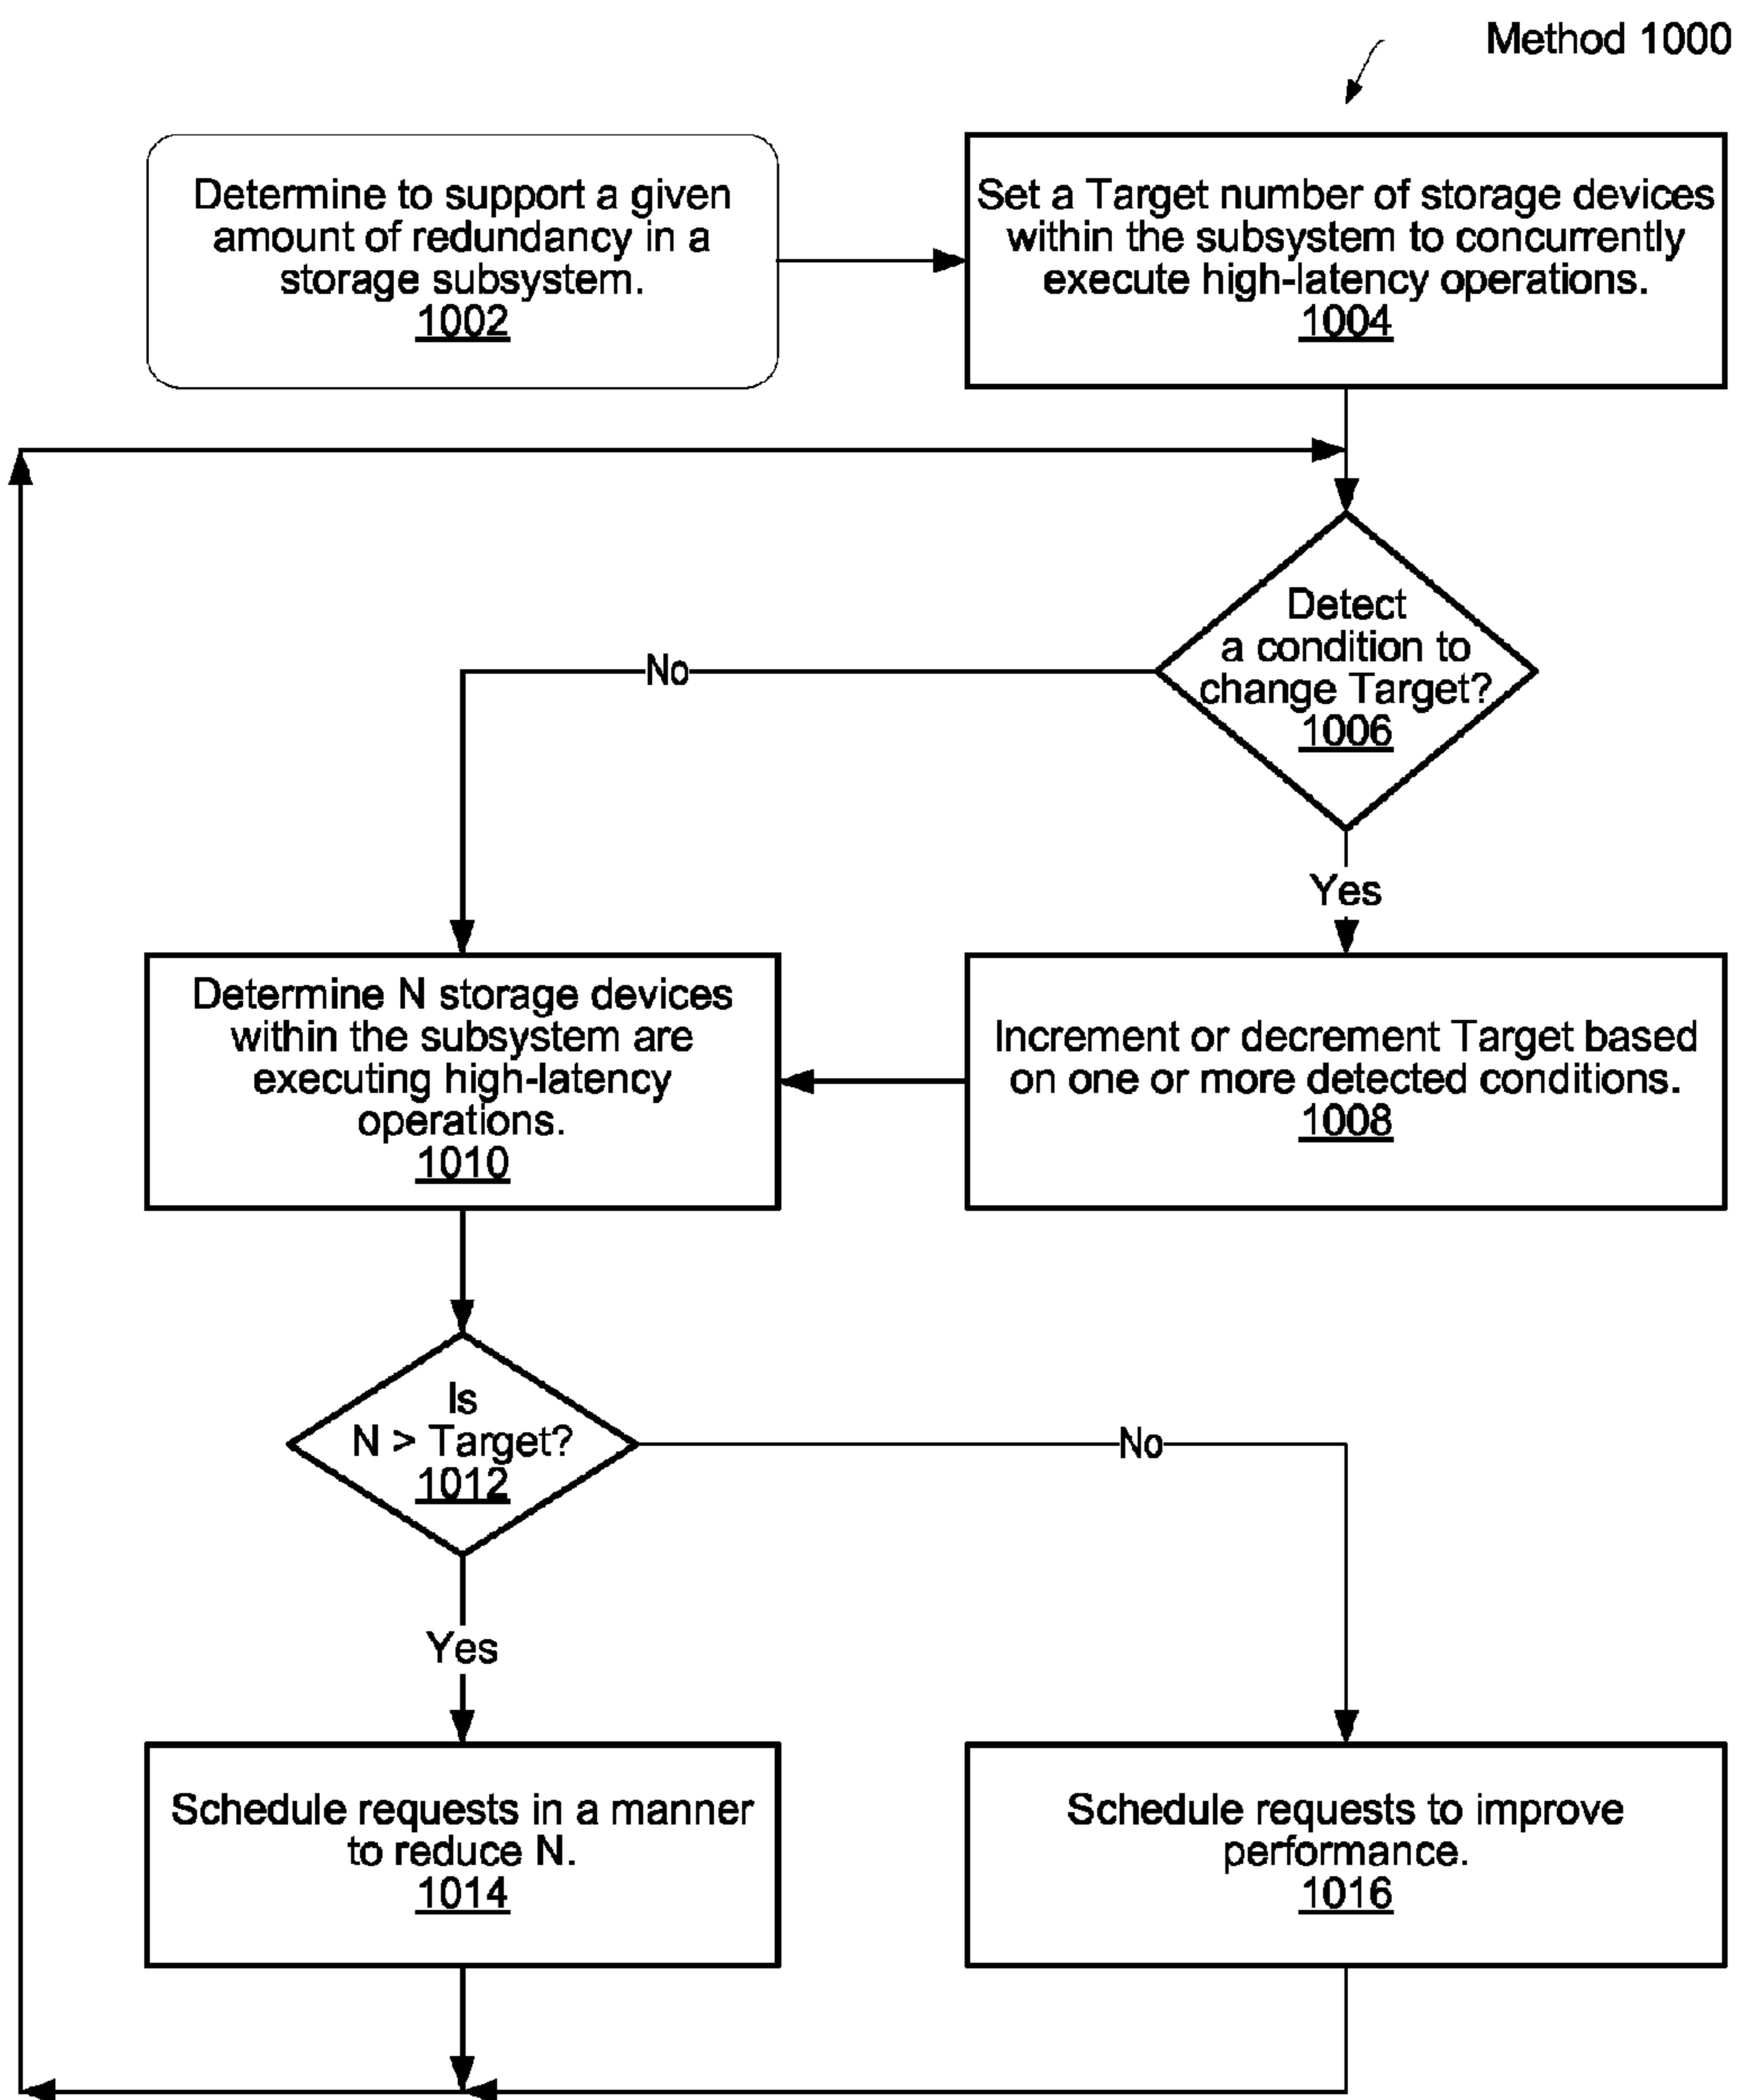 Method 1000
Determine to support a given
amount of redundancy in a
storage subsystem.
1002
Set a Target number of storage devices
within the subsystem to concurrently
execute high-latency operations.
1004
Detect
a condition to
change Target?
1006
No
Yes
Determine N storage devices
within the subsystem are
executing high-latency
operations.
1010
Increment or decrement Target based
on one or more detected conditions.
1008
Is
N > Target?
1012
No
Yes
Schedule requests in a manner
to reduce N.
1014
Schedule requests to improve
performance.
1016